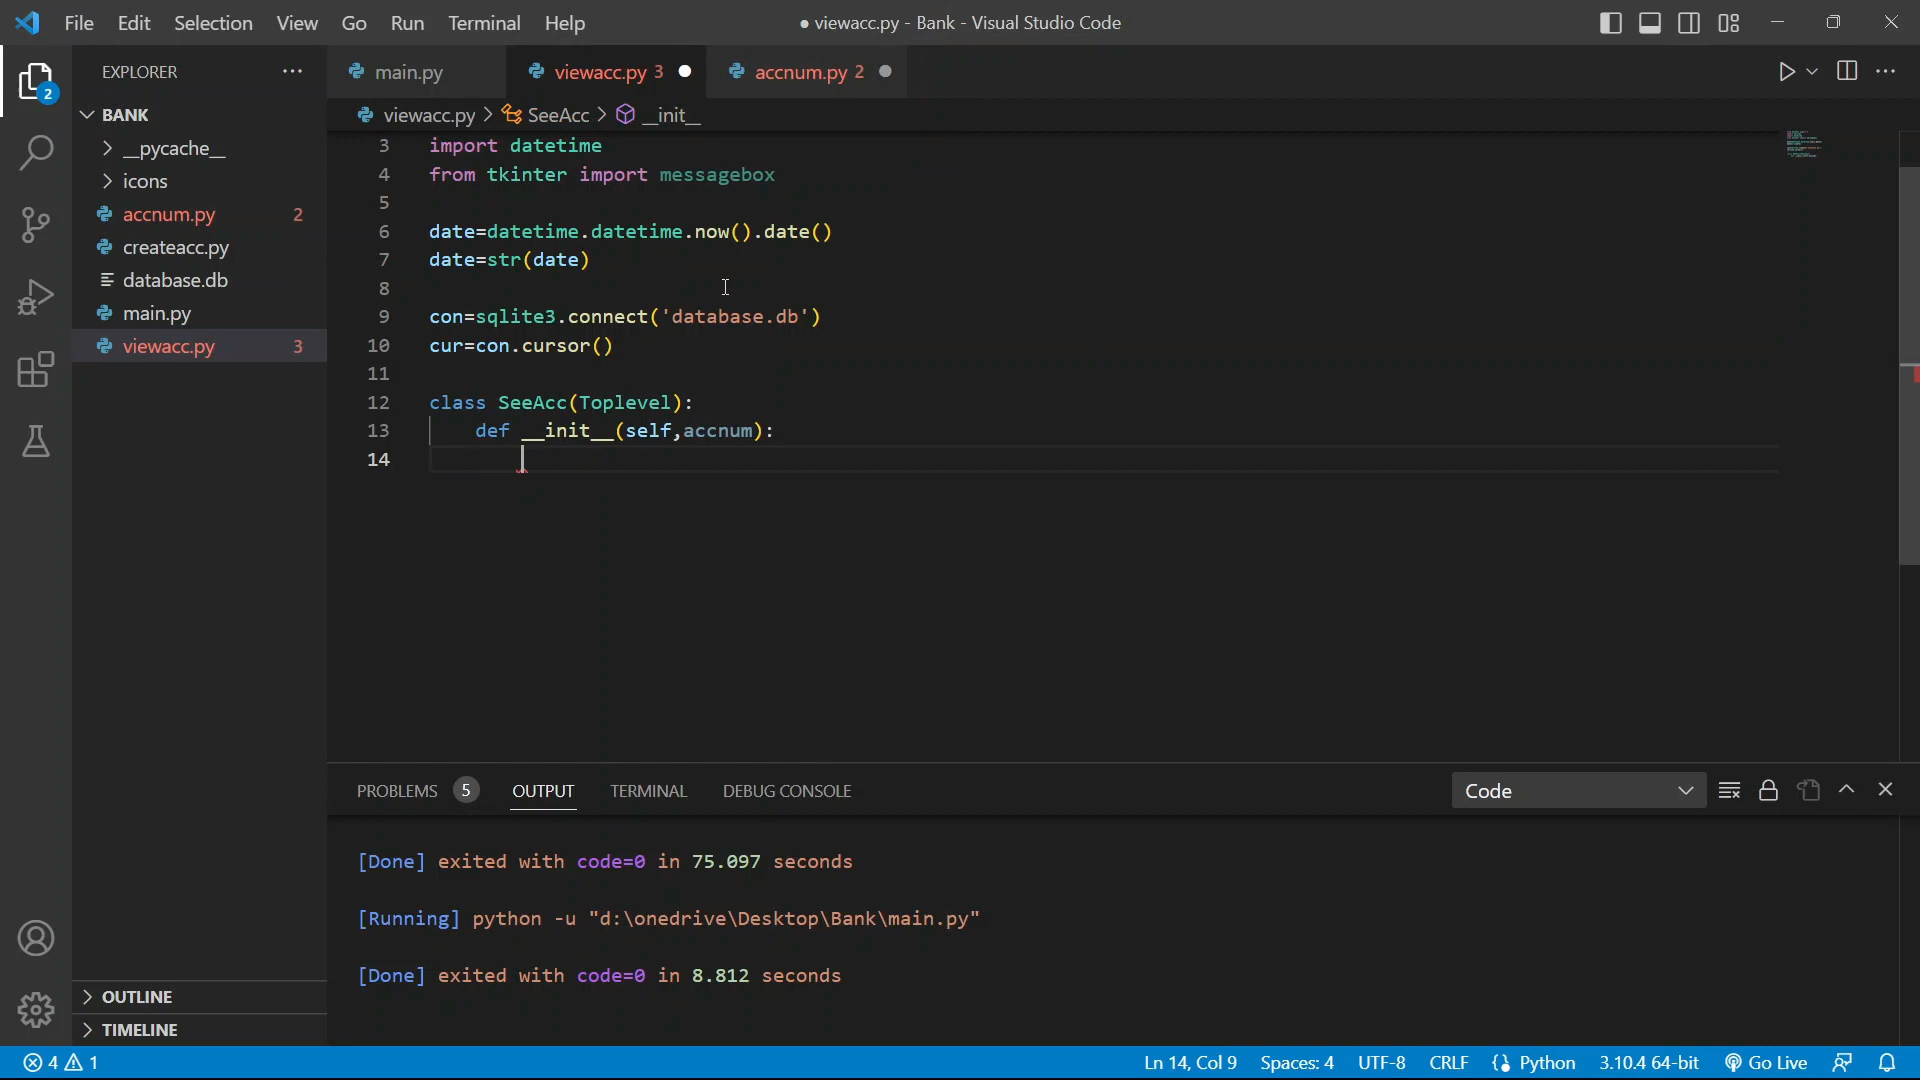 File Edit Selection View Go Run Terminal Help
● viewacc.py - Bank - Visual Studio Code
EXPLORER
main.py
viewacc.py 3
accnum.py 2
2
BANK
viewacc.py > SeeAcc > __init__
__pycache__
icons
accnum.py 2
createacc.py
database.db
main.py
viewacc.py 3
3 import datetime
4 from tkinter import messagebox
5
6 date=datetime.datetime.now().date()
7 date=str(date)
8
9 con=sqlite3.connect('database.db')
10 cur=con.cursor()
11
12 class SeeAcc(Toplevel):
13 def __init__(self,accnum):
14
PROBLEMS 5 OUTPUT TERMINAL DEBUG CONSOLE
Code
[Done] exited with code=0 in 75.097 seconds
[Running] python -u "d:\onedrive\Desktop\Bank\main.py"
[Done] exited with code=0 in 8.812 seconds
OUTLINE
TIMELINE
4 1
Ln 14, Col 9 Spaces: 4 UTF-8 CRLF Python 3.10.4 64-bit Go Live